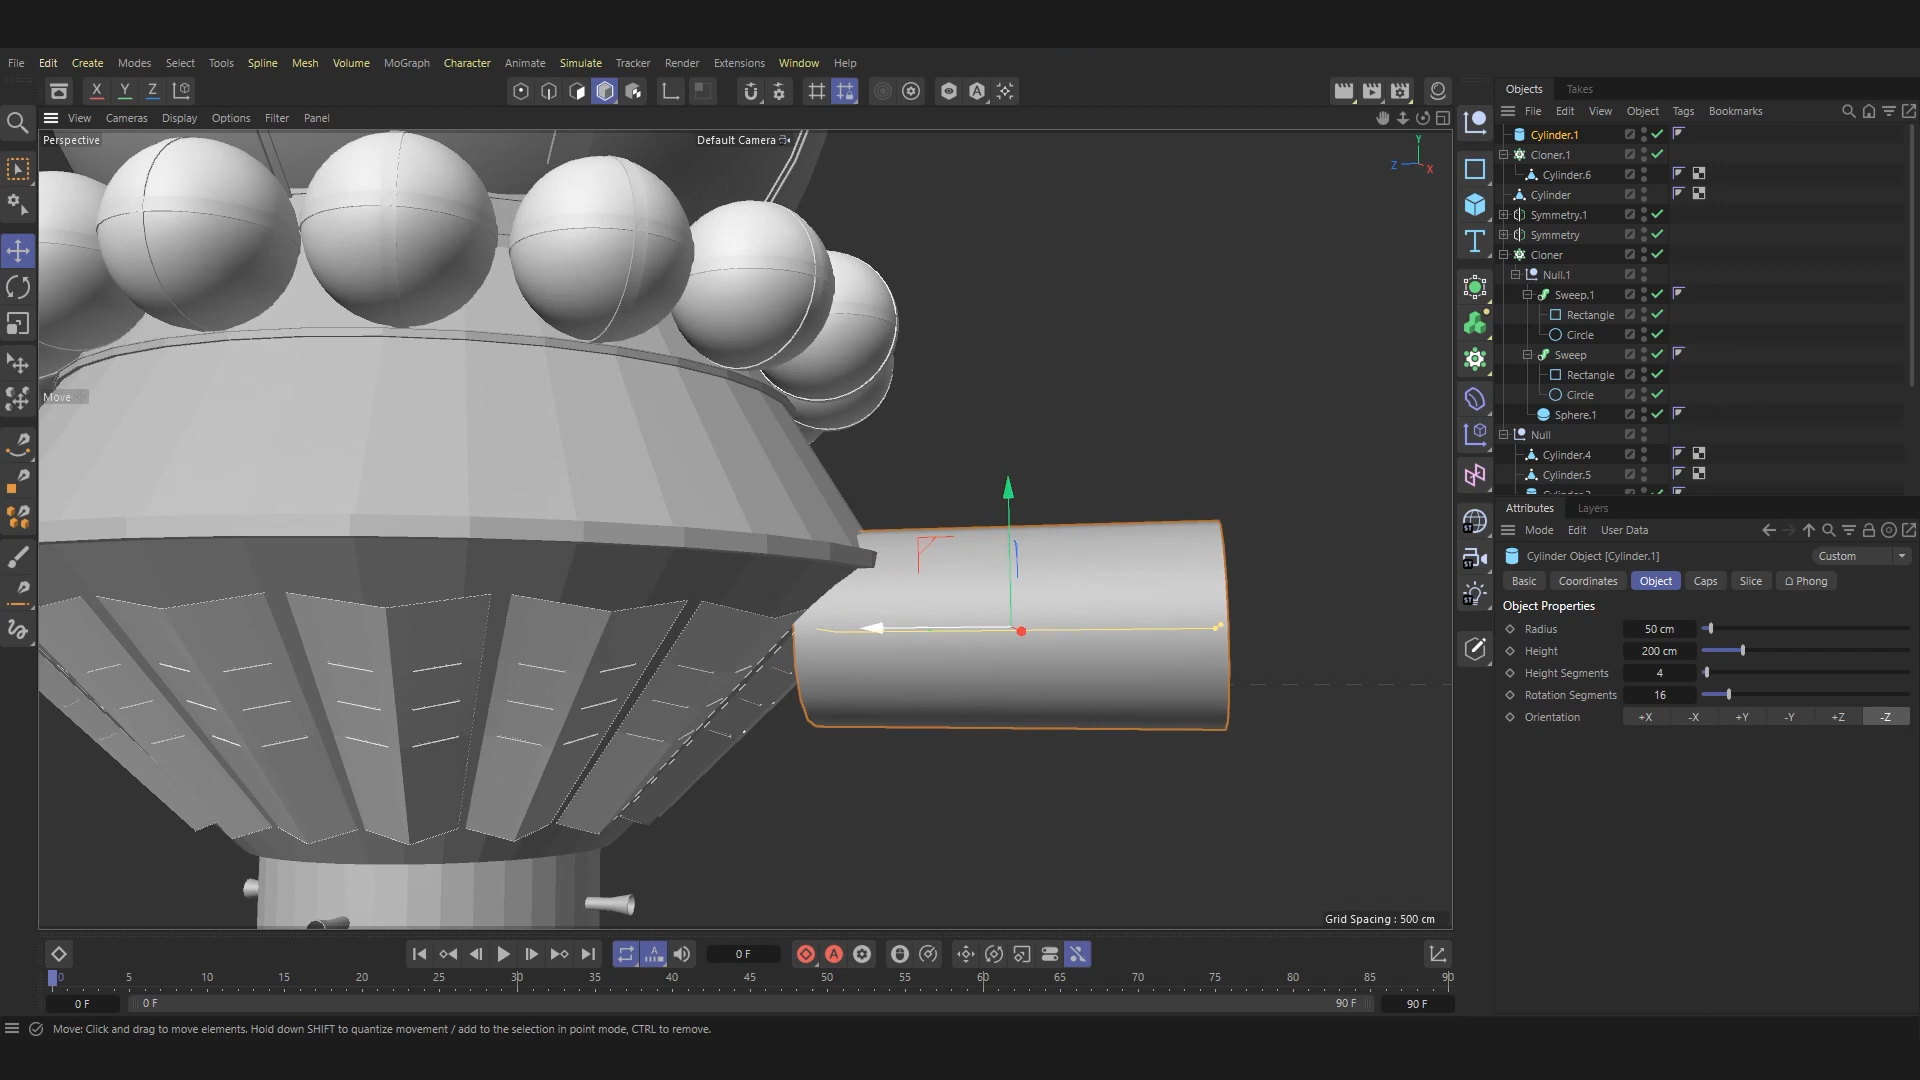 File Edit Create Modes Select Tools Spline Mesh Volume MoGraph Character Animate Simulate Tracker Render Extensions Window Help
X Y Z
View Cameras Display Options Filter Panel
Perspective
Default Camera
Y
Z
X
Move
Grid Spacing : 500 cm
Objects Takes
File Edit View Object Tags Bookmarks
Cylinder.1
Cloner.1
Cylinder.6
Cylinder
Symmetry.1
Symmetry
Cloner
Null.1
Sweep.1
Rectangle
Circle
Sweep
Rectangle
Circle
Sphere.1
Null
Cylinder.4
Cylinder.5
Attributes Layers
Mode Edit User Data
Cylinder Object [Cylinder.1] Custom
Basic Coordinates Object Caps Slice Phong
Object Properties
Radius 50 cm
Height 200 cm
Height Segments 4
Rotation Segments 16
Orientation +X -X +Y -Y +Z -Z
0 F
0 5 10 15 20 25 30 35 40 45 50 55 60 65 70 75 80 85 90
0 F 0 F 90 F 90 F
Move: Click and drag to move elements. Hold down SHIFT to quantize movement / add to the selection in point mode, CTRL to remove.